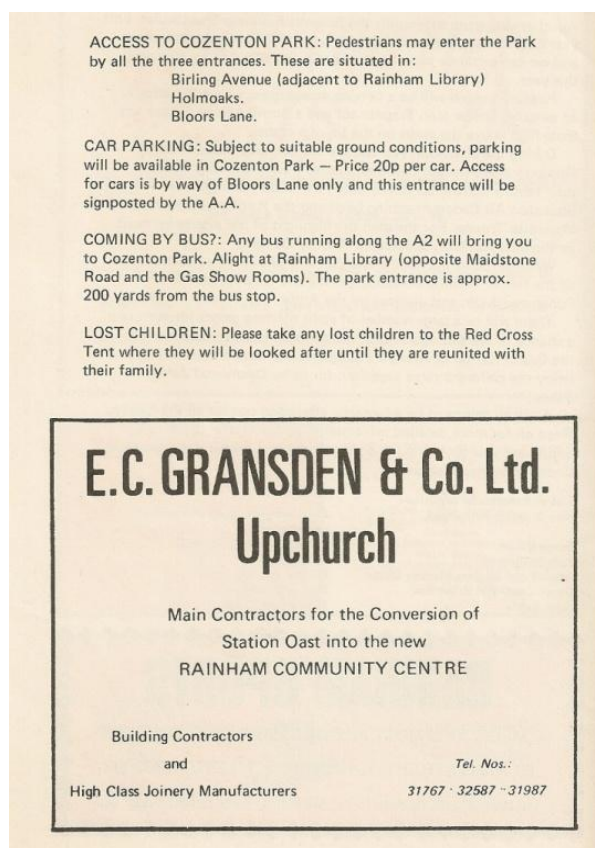 ACCESS TO COZENTON PARK: Pedestrians may enter the Park
by all the three entrances. These are situated in:
Birling Avenue (adjacent to Rainham Library)
Holmoaks.
Bloors Lane.
CAR PARKING: Subject to suitable ground conditions, parking
will be available in Cozenton Park — Price 20p per car. Access
for cars is by way of Bloors Lane only and this entrance will be
signposted by the A.A.
COMING BY BUS?: Any bus running along the A2 will bring you
to Cozenton Park. Alight at Rainham Library (opposite Maidstone
Road and the Gas Show Rooms). The park entrance is approx.
200 yards from the bus stop.
LOST CHILDREN: Please take any lost children to the Red Cross
Tent where they will be looked after until they are reunited with
their family.
E.C. GRANSDEN & Co. Ltd.
Upchurch
Main Contractors for the Conversion of
Station Oast into the new
RAINHAM COMMUNITY CENTRE
Building Contractors
and
High Class Joinery Manufacturers
Tel. Nos.:
31767 · 32587 - 31987